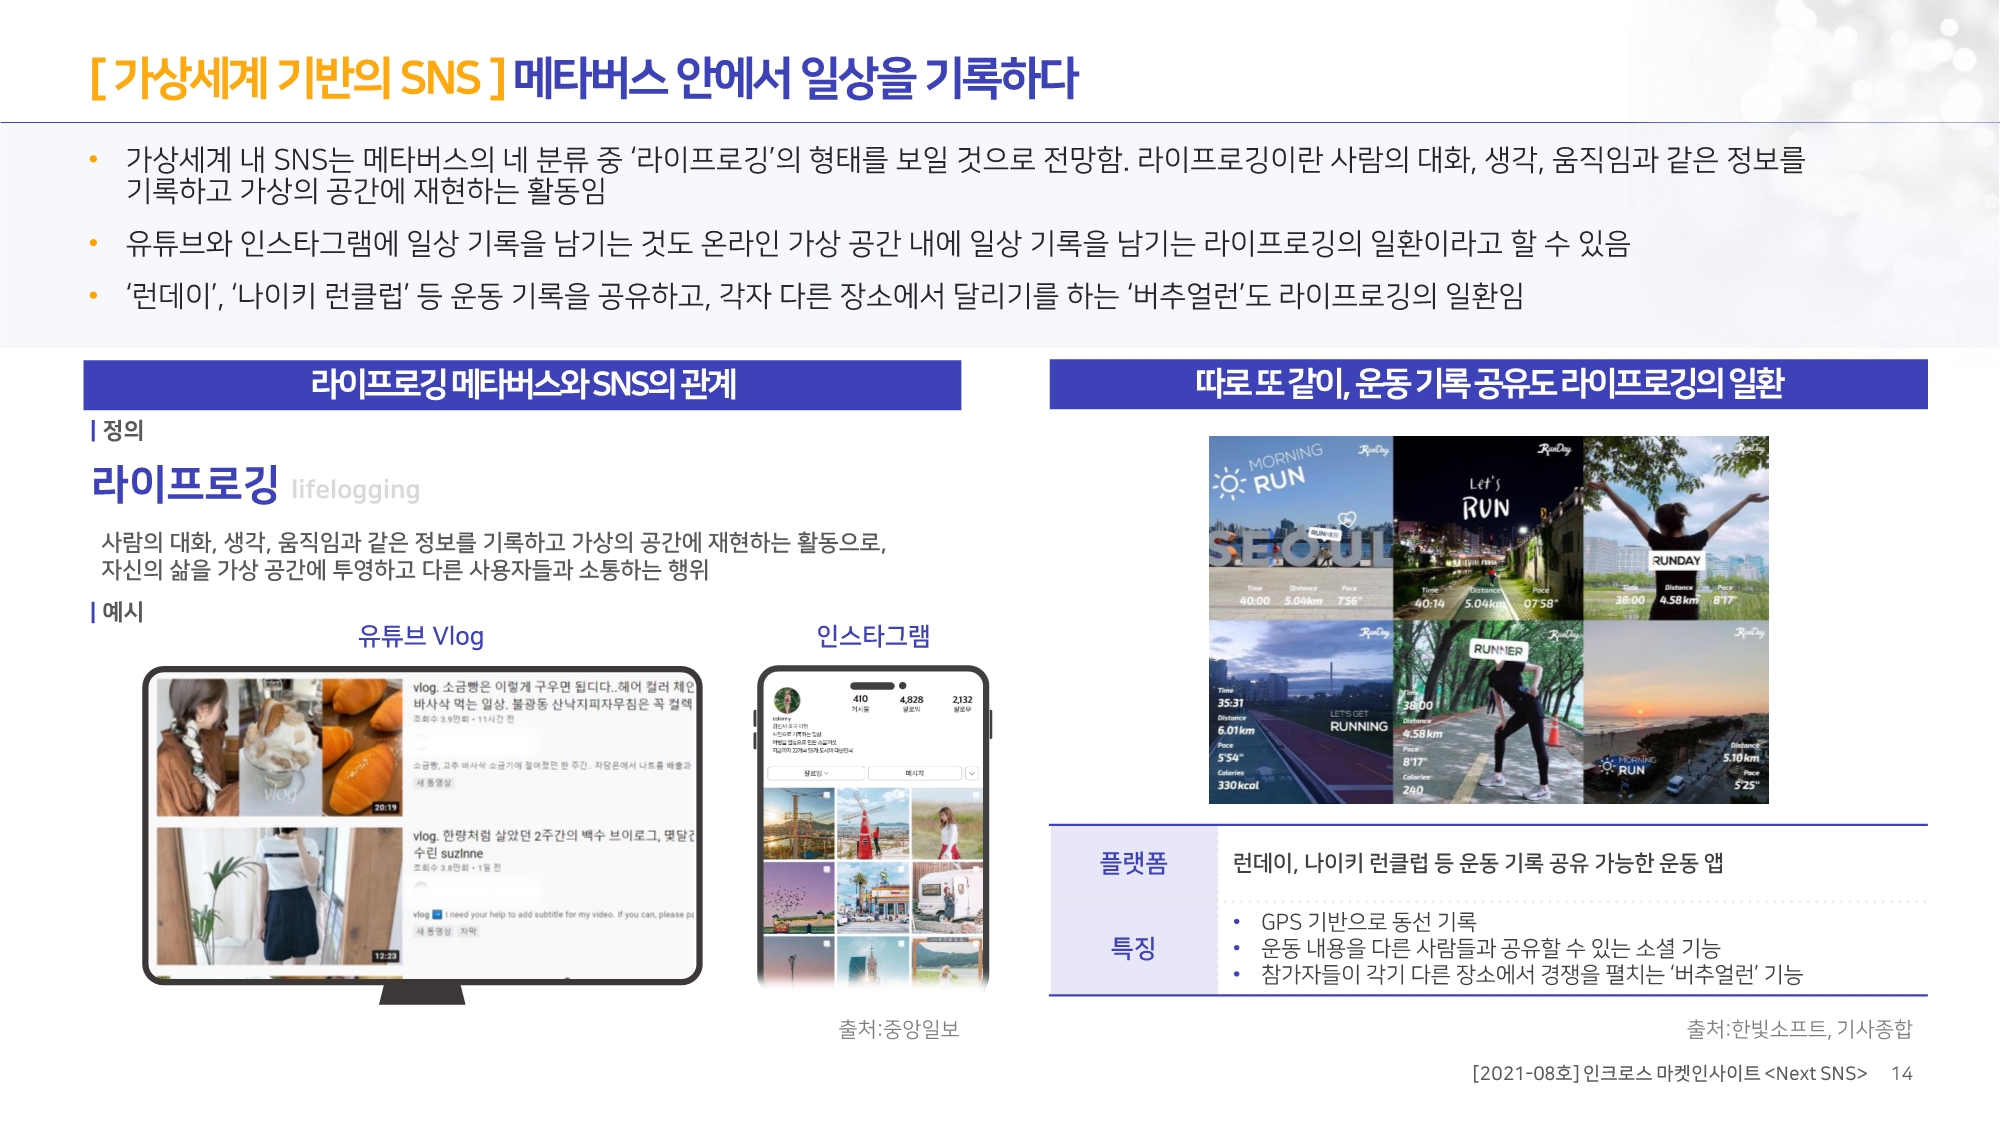 [ 가상세계 기반의 SNS ] 메타버스 안에서 일상을 기록하다
• 가상세계 내 SNS는 메타버스의 네 분류 중 ‘라이프로깅’의 형태를 보일 것으로 전망함. 라이프로깅이란 사람의 대화, 생각, 움직임과 같은 정보를
기록하고 가상의 공간에 재현하는 활동임
• 유튜브와 인스타그램에 일상 기록을 남기는 것도 온라인 가상 공간 내에 일상 기록을 남기는 라이프로깅의 일환이라고 할 수 있음
• ‘런데이’, ‘나이키 런클럽’ 등 운동 기록을 공유하고, 각자 다른 장소에서 달리기를 하는 ‘버추얼런’도 라이프로깅의 일환임
라이프로깅 메타버스와 SNS의 관계
정의
라이프로깅 lifelogging
사람의 대화, 생각, 움직임과 같은 정보를 기록하고 가상의 공간에 재현하는 활동으로,
자신의 삶을 가상 공간에 투영하고 다른 사용자들과 소통하는 행위
예시
유튜브 Vlog
vlog. 소금빵은 이렇게 구우면 됩디다..헤어 컬러 체인
바사삭 먹는 일상. 불광동 산낙지피자무침은 꼭 컬렉
조회수 3.9만회 • 11시간 전
소금빵, 고추 바사삭 소금기에 절여졌던 한 주간..
새 동영상
vlog
20:19
vlog. 한량처럼 살았던 2주간의 백수 브이로그, 몇달간
수린 suzlnne
조회수 3.8만회 • 1일 전
vlog I need your help to add subtitle for my video. If you can, please pa
새 동영상 자막
12:23
인스타그램
410 4,828 2,132
게시물 팔로워 팔로우
팔로잉 메시지
출처:중앙일보
따로 또 같이, 운동 기록 공유도 라이프로깅의 일환
MORNING
RUN
RunDay
RUNNER
SEOUL
Time Distance Pace
40:00 5.04km 7'56"
RunDay
Let's
RUN
Time Distance Pace
40:14 5.04km 07'58"
RunDay
RUNDAY
Time Distance Pace
38:00 4.58km 8'17"
RunDay
Time
35:31
Distance
6.01km
Pace
5'54"
Calories
330kcal
LET'S GET
RUNNING
RunDay
RUNNER
Time
38:00
Distance
4.58km
Pace
8'17"
Calories
240
RunDay
MORNING
RUN
Distance
5.10km
Pace
5'25"
플랫폼
런데이, 나이키 런클럽 등 운동 기록 공유 가능한 운동 앱
특징
• GPS 기반으로 동선 기록
• 운동 내용을 다른 사람들과 공유할 수 있는 소셜 기능
• 참가자들이 각기 다른 장소에서 경쟁을 펼치는 ‘버추얼런’ 기능
출처:한빛소프트, 기사종합
[2021-08호] 인크로스 마켓인사이트 <Next SNS> 14